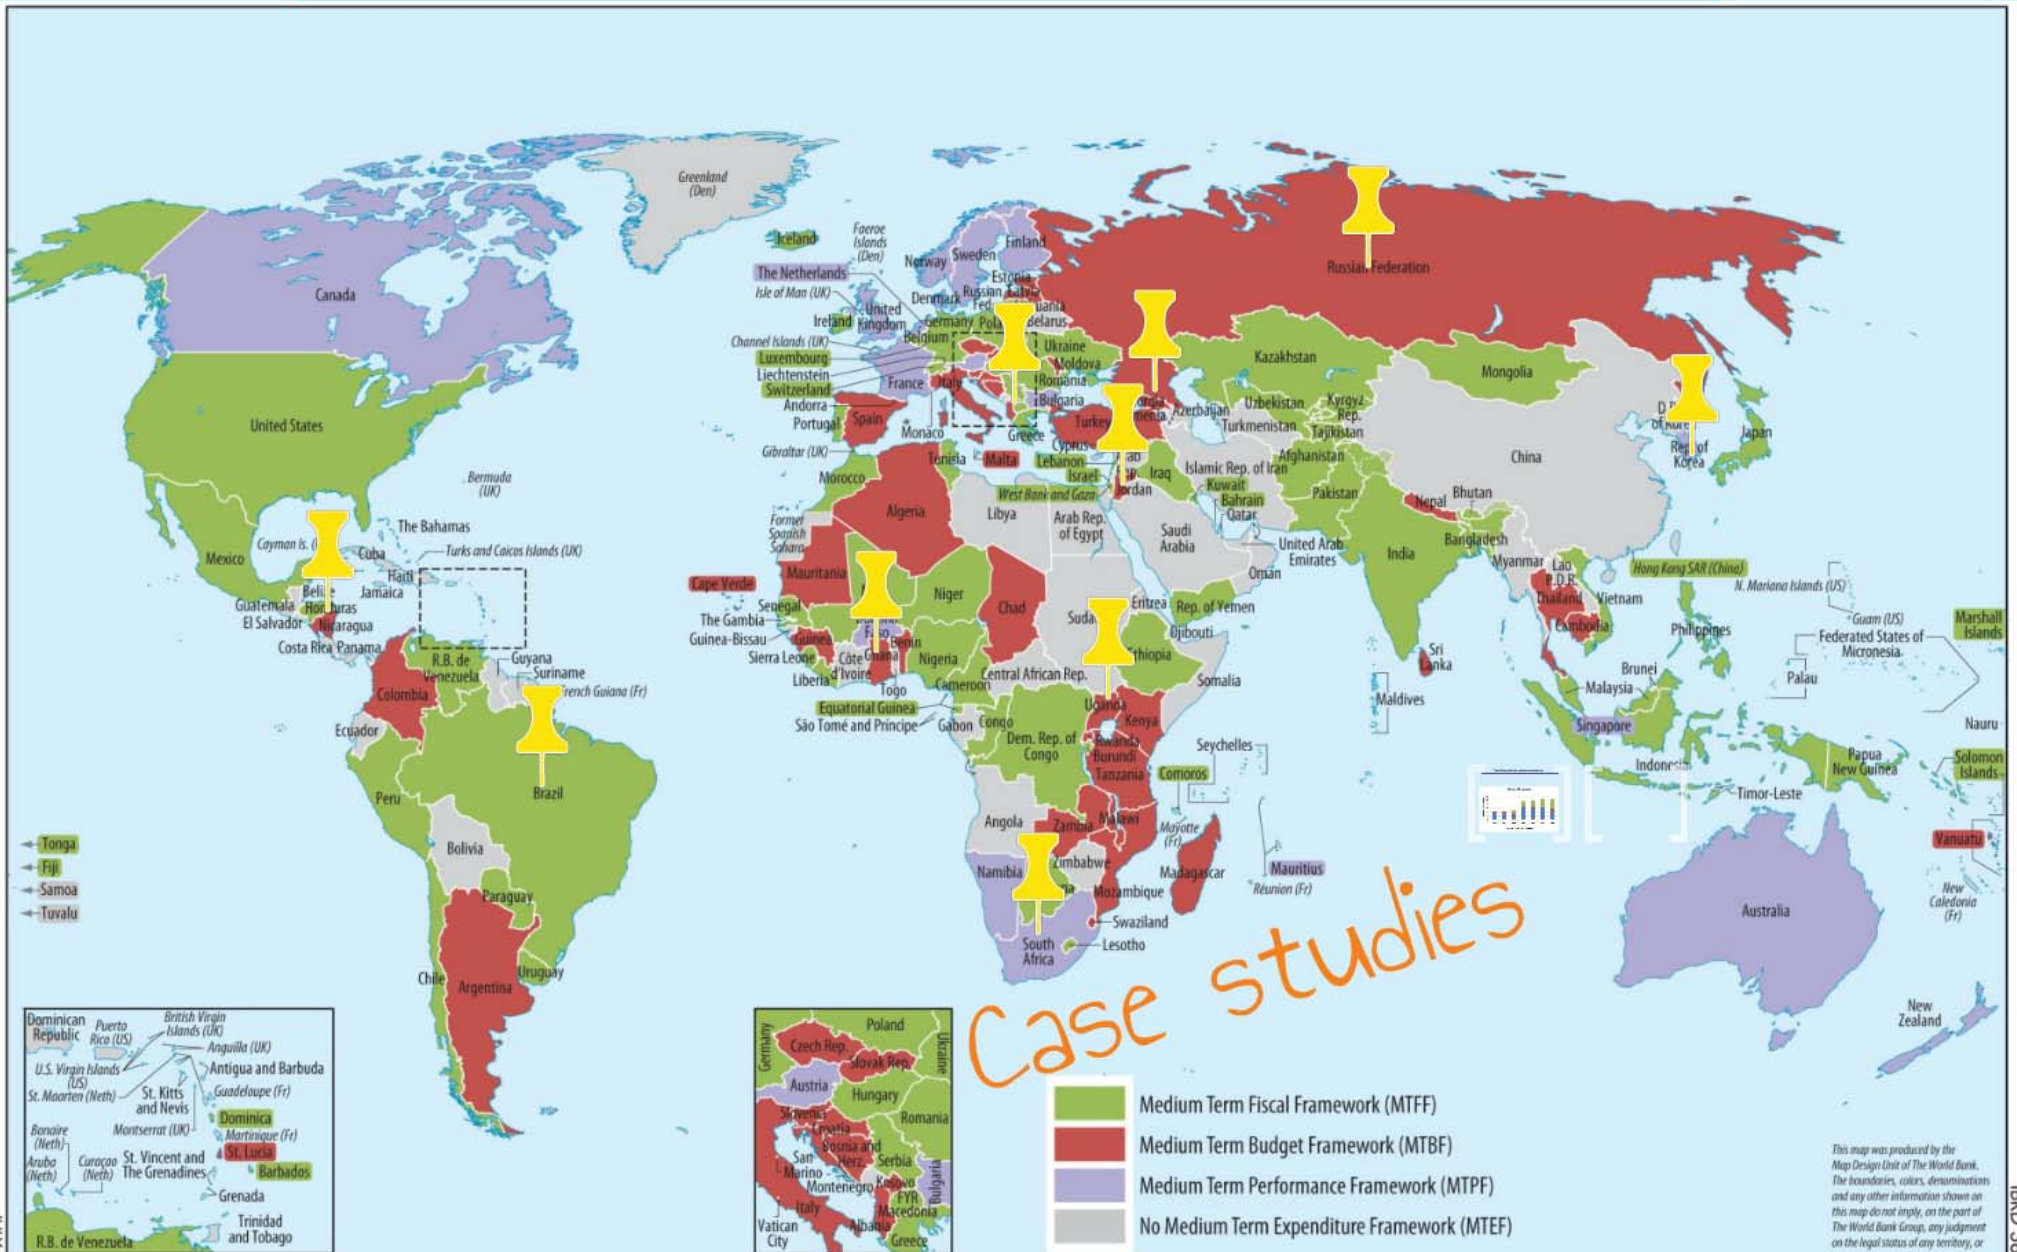 Greenland
(Den)
Iceland
Faeroe
Islands
(Den)
Finland
Sweden
Norway
The Netherlands
Estonia
Russian
Latvia
Isle of Man (UK)
Denmark
Russian Federation
Canada
United
Kingdom
Ireland
Germany
Belarus
Belgium
Channel Islands (UK)
Ukraine
Luxembourg
Moldova
Kazakhstan
Mongolia
Liechtenstein
France
Italy
Romania
Switzerland
Andorra
Bulgaria
Uzbekistan
Kyrgyz
Rep.
Azerbaijan
Portugal
Spain
Turkey
Turkmenistan
Tajikistan
United States
Monaco
Greece
Japan
Rep. of
Korea
Gibraltar (UK)
Cyprus
Tunisia
Malta
Lebanon
Afghanistan
China
Israel
Iraq
Islamic Rep. of Iran
Morocco
Kuwait
Jordan
Bermuda
(UK)
West Bank and Gaza
Bahrain
Pakistan
Nepal
Bhutan
Algeria
Libya
Arab Rep.
of Egypt
Qatar
Former
Spanish
Sahara
Saudi
Arabia
The Bahamas
Cayman Is.
Cuba
Turks and Caicos Islands (UK)
United Arab
Emirates
India
Bangladesh
Mexico
Myanmar
Lao
P.D.R.
Hong Kong SAR (China)
Haiti
Oman
Cape Verde
Mauritania
Jamaica
N. Mariana Islands (US)
Belize
Niger
Chad
Thailand
Vietnam
Guatemala
Honduras
Senegal
Eritrea
Rep. of Yemen
Guam (US)
Marshall
Islands
El Salvador
Nicaragua
The Gambia
Cambodia
Philippines
Federated States of
Micronesia
Guinea-Bissau
Guinea
Faso
Djibouti
Costa Rica
Panama
Benin
Sierra Leone
Côte
d'Ivoire
Ghana
Nigeria
Ethiopia
Sri
Lanka
Guyana
R.B. de
Venezuela
Suriname
Liberia
Togo
Cameroon
Central African Rep.
Somalia
Brunei
Malaysia
Palau
French Guiana (Fr)
Colombia
Maldives
Equatorial Guinea
Uganda
São Tomé and Príncipe
Gabon
Congo
Kenya
Singapore
Nauru
Ecuador
Dem. Rep. of
Congo
Rwanda
Burundi
Seychelles
Papua
New Guinea
Solomon
Islands
Tanzania
Comoros
Indonesia
Peru
Brazil
Timor-Leste
Angola
Zambia
Malawi
Mayotte
(Fr)
Vanuatu
Tonga
Bolivia
Fiji
Namibia
Zimbabwe
Madagascar
Mauritius
Samoa
Paraguay
Mozambique
Réunion (Fr)
New
Caledonia
(Fr)
Tuvalu
Swaziland
Australia
South
Africa
Lesotho
Chile
Argentina
Uruguay
New
Zealand
Case studies
Dominican
Republic
Puerto
Rico (US)
British Virgin
Islands (UK)
Anguilla (UK)
U.S. Virgin Islands
(US)
Antigua and Barbuda
St. Maarten (Neth)
St. Kitts
and Nevis
Guadeloupe (Fr)
Dominica
Montserrat (UK)
Martinique (Fr)
Bonaire
(Neth)
St. Lucia
Aruba
(Neth)
Curaçao
(Neth)
St. Vincent and
The Grenadines
Barbados
Grenada
Trinidad
and Tobago
R.B. de Venezuela
Germany
Poland
Ukraine
Czech Rep.
Slovak Rep.
Austria
Hungary
Slovenia
Romania
Croatia
Bosnia and
Herz.
San
Marino
Serbia
Montenegro
Kosovo
Bulgaria
FYR
Macedonia
Italy
Vatican
City
Albania
Greece
Medium Term Fiscal Framework (MTFF)
Medium Term Budget Framework (MTBF)
Medium Term Performance Framework (MTPF)
No Medium Term Expenditure Framework (MTEF)
This map was produced by the
Map Design Unit of The World Bank.
The boundaries, colors, denominations
and any other information shown on
this map do not imply, on the part of
The World Bank Group, any judgment
on the legal status of any territory, or